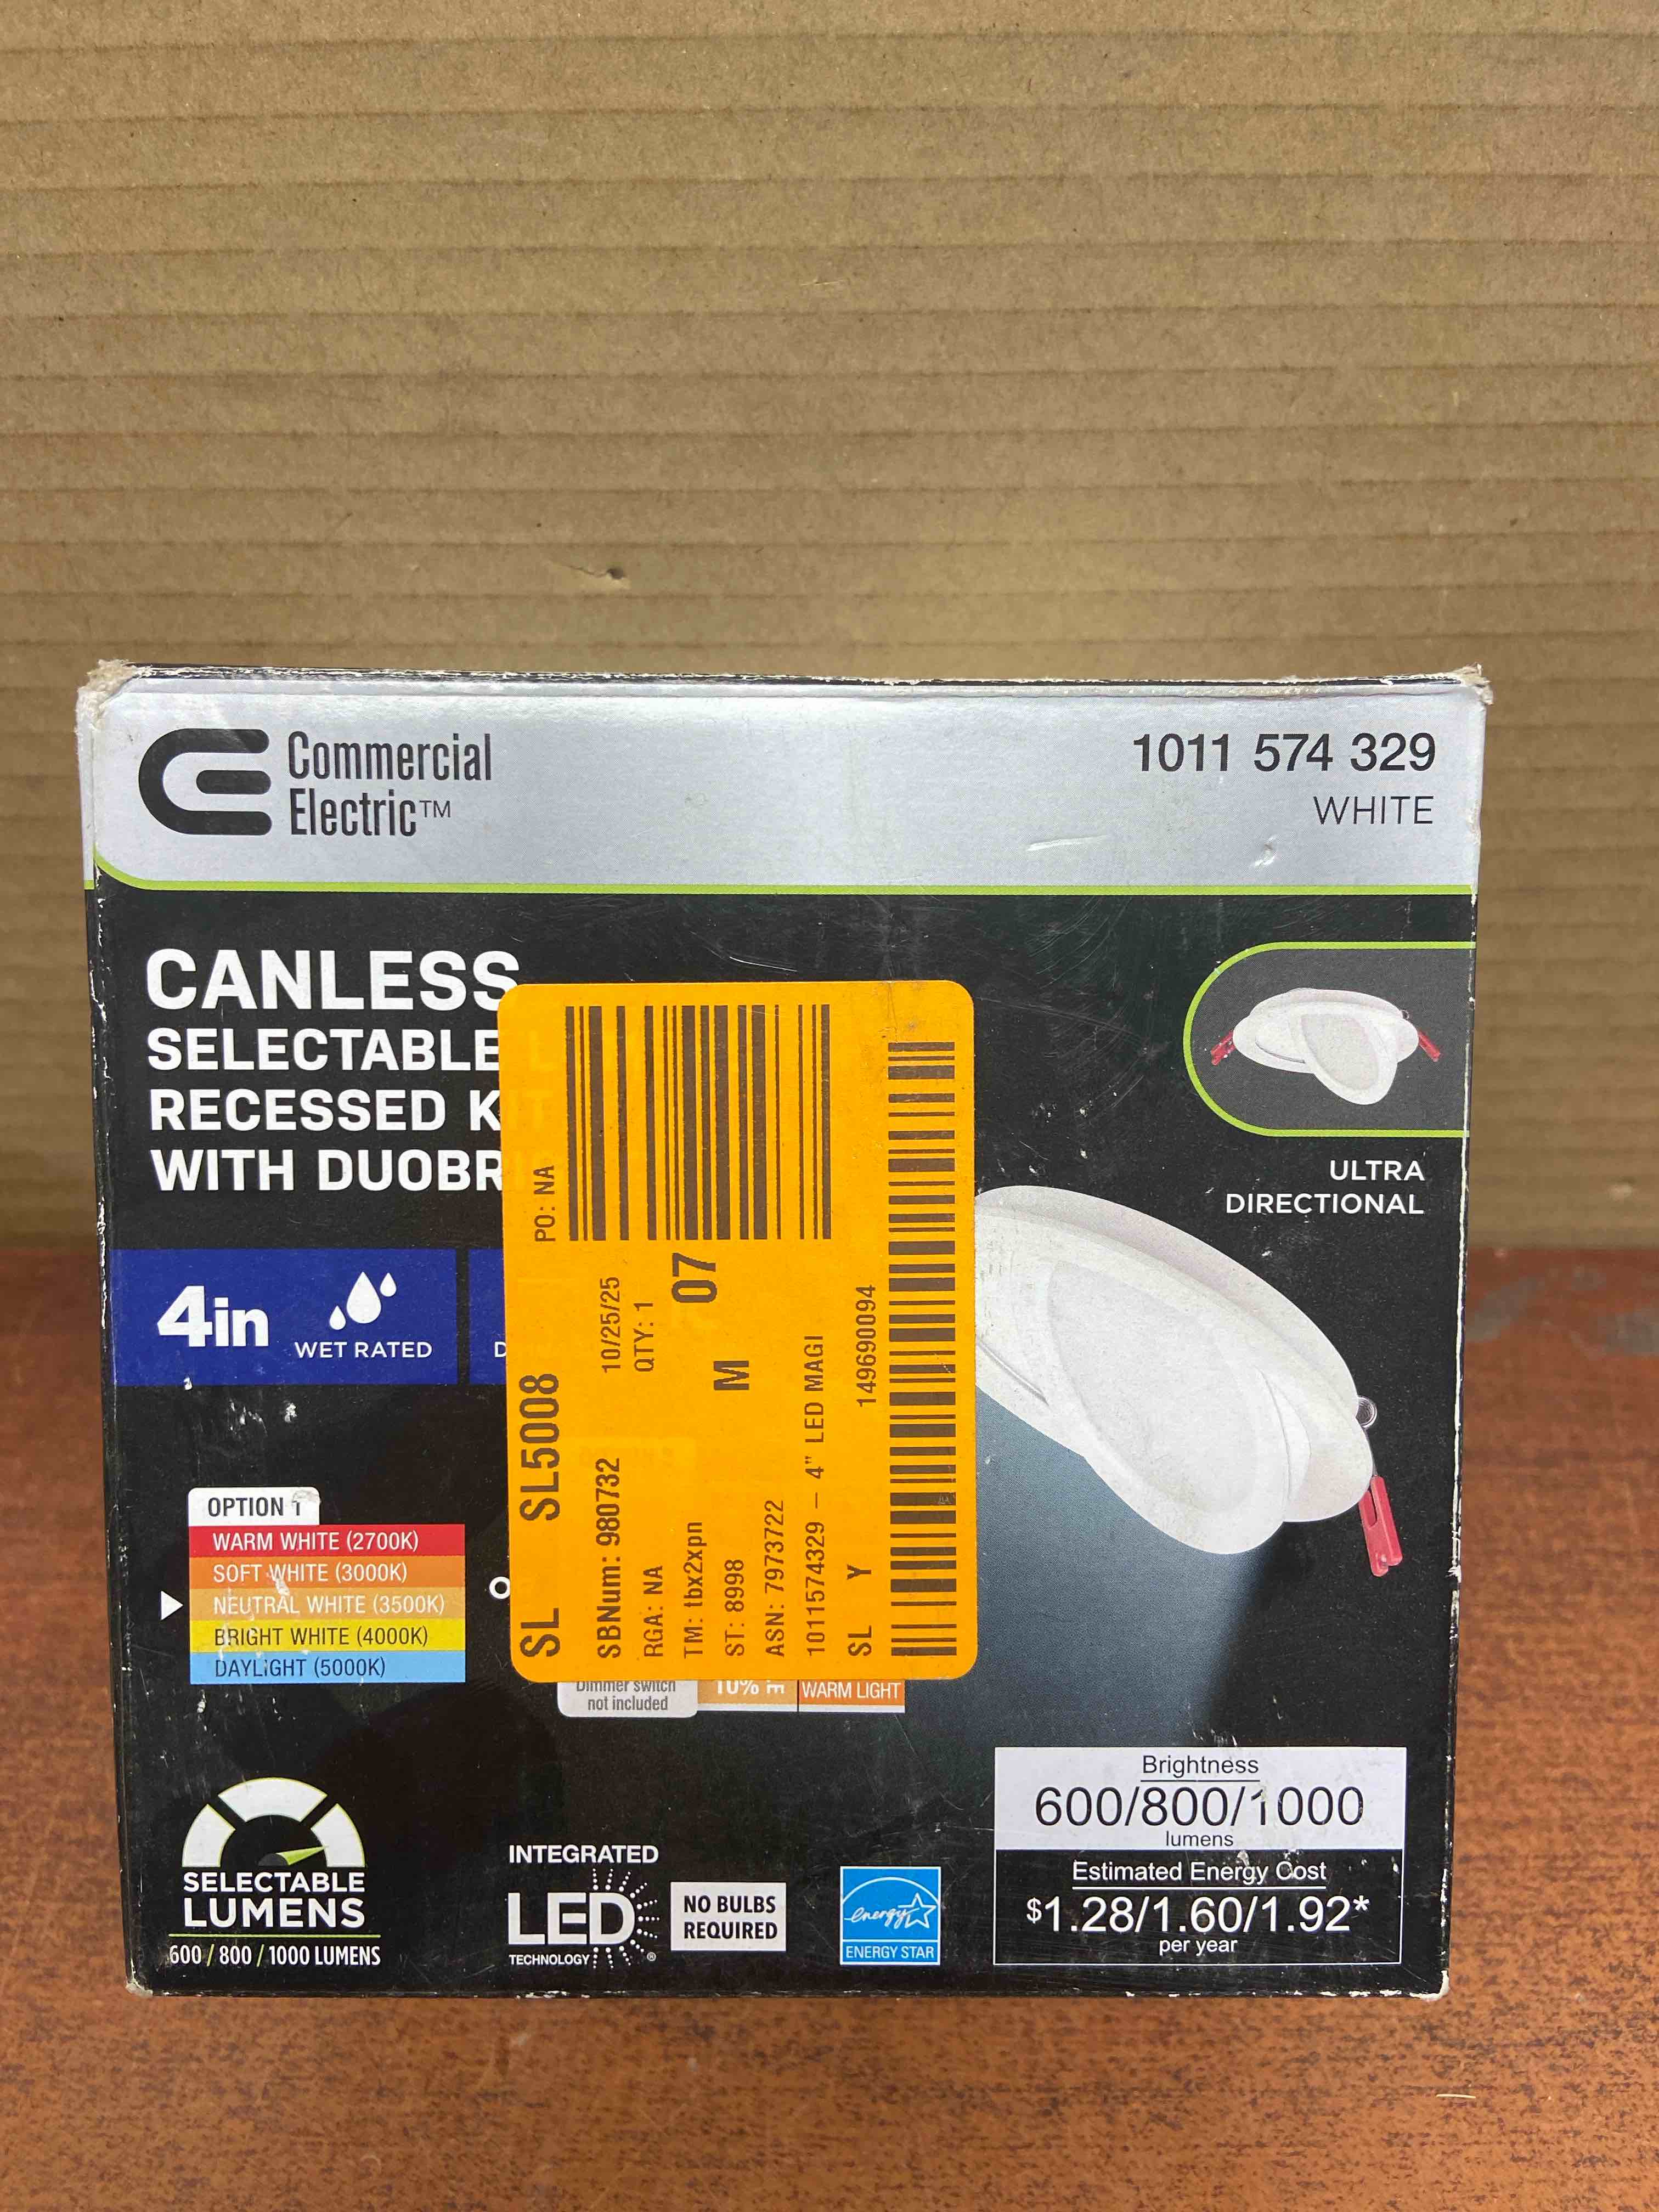 Commercial
Electric™
1011 574 329
WHITE
CANLESS
SELECTABLE
RECESSED KIT
WITH DUOBRI
ULTRA
DIRECTIONAL
4in
WET RATED
D
OPTION 1
WARM WHITE (2700K)
SOFT WHITE (3000K)
NEUTRAL WHITE (3500K)
BRIGHT WHITE (4000K)
DAYLIGHT (5000K)
SL SL5008 PO: NA
SBNum: 980732 10/25/25
RGA: NA QTY: 1
TM: tbx2xpn 07
ST: 8998 M
ASN: 7973722
1011574329 – 4" LED MAGI
SL Y 149690094
Dimmer switch
not included
10%
WARM LIGHT
SELECTABLE
LUMENS
600 / 800 / 1000 LUMENS
INTEGRATED
LED
TECHNOLOGY
®
NO BULBS
REQUIRED
energy
ENERGY STAR
Brightness
600/800/1000
lumens
Estimated Energy Cost
$1.28/1.60/1.92*
per year